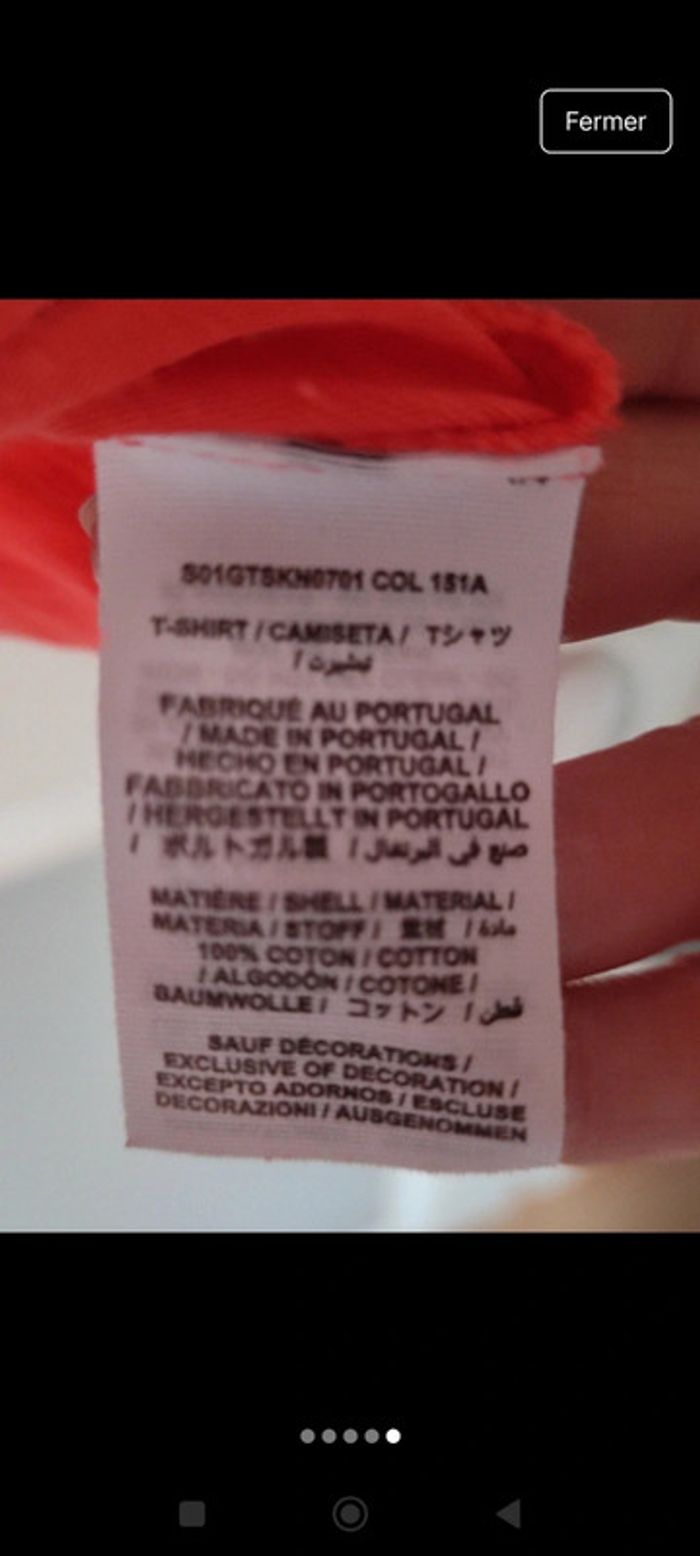 Fermer
S01GTSKN0701 COL 151A
T-SHIRT / CAMISETA / Tシャツ
/ تيشيرت
FABRIQUÉ AU PORTUGAL
/ MADE IN PORTUGAL /
HECHO EN PORTUGAL /
FABBRICATO IN PORTOGALLO
/ HERGESTELLT IN PORTUGAL
/ ポルトガル製 / صنع في البرتغال
MATIÈRE / SHELL / MATERIAL /
MATERIA / STOFF / 素材 / مادة
100% COTON / COTTON
/ ALGODÓN / COTONE /
BAUMWOLLE / コットン / قطن
SAUF DÉCORATIONS /
EXCLUSIVE OF DECORATION /
EXCEPTO ADORNOS / ESCLUSE
DECORAZIONI / AUSGENOMMEN